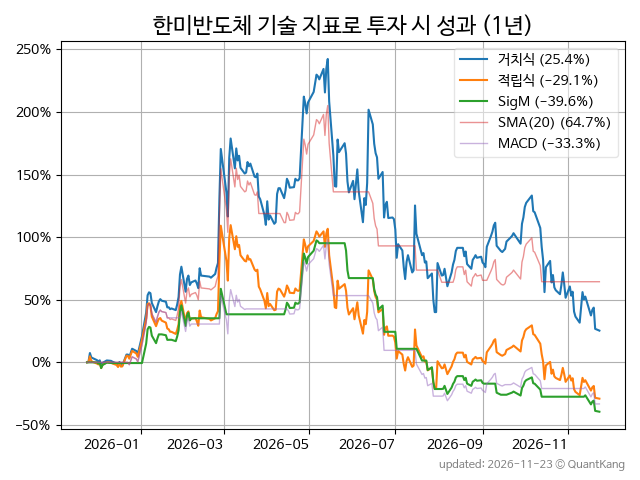 한미반도체 기술 지표로 투자 시 성과 (1년)
250%
200%
150%
100%
50%
0%
−50%
거치식 (25.4%)
적립식 (−29.1%)
SigM (−39.6%)
SMA(20) (64.7%)
MACD (−33.3%)
2026−01
2026−03
2026−05
2026−07
2026−09
2026−11
updated: 2026−11−23 ⓒ QuantKang